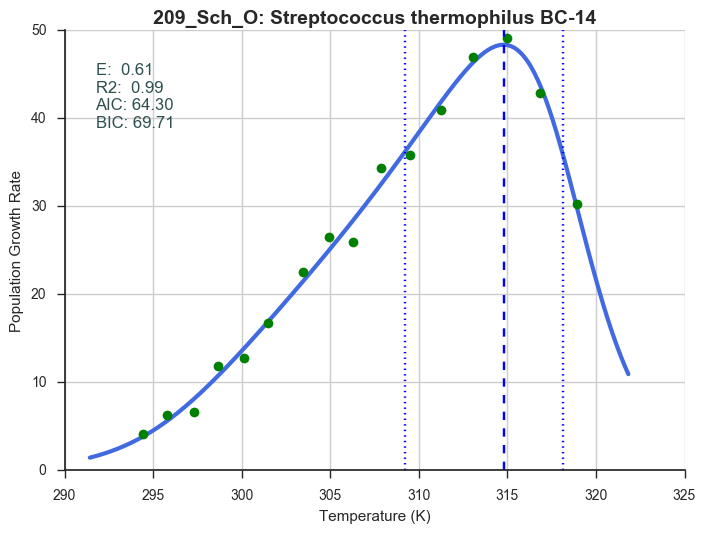 209_Sch_O: Streptococcus thermophilus BC-14
E:  0.61
R2:  0.99
AIC: 64.30
BIC: 69.71
Population Growth Rate
50
40
30
20
10
0
290 295 300 305 310 315 320 325
Temperature (K)